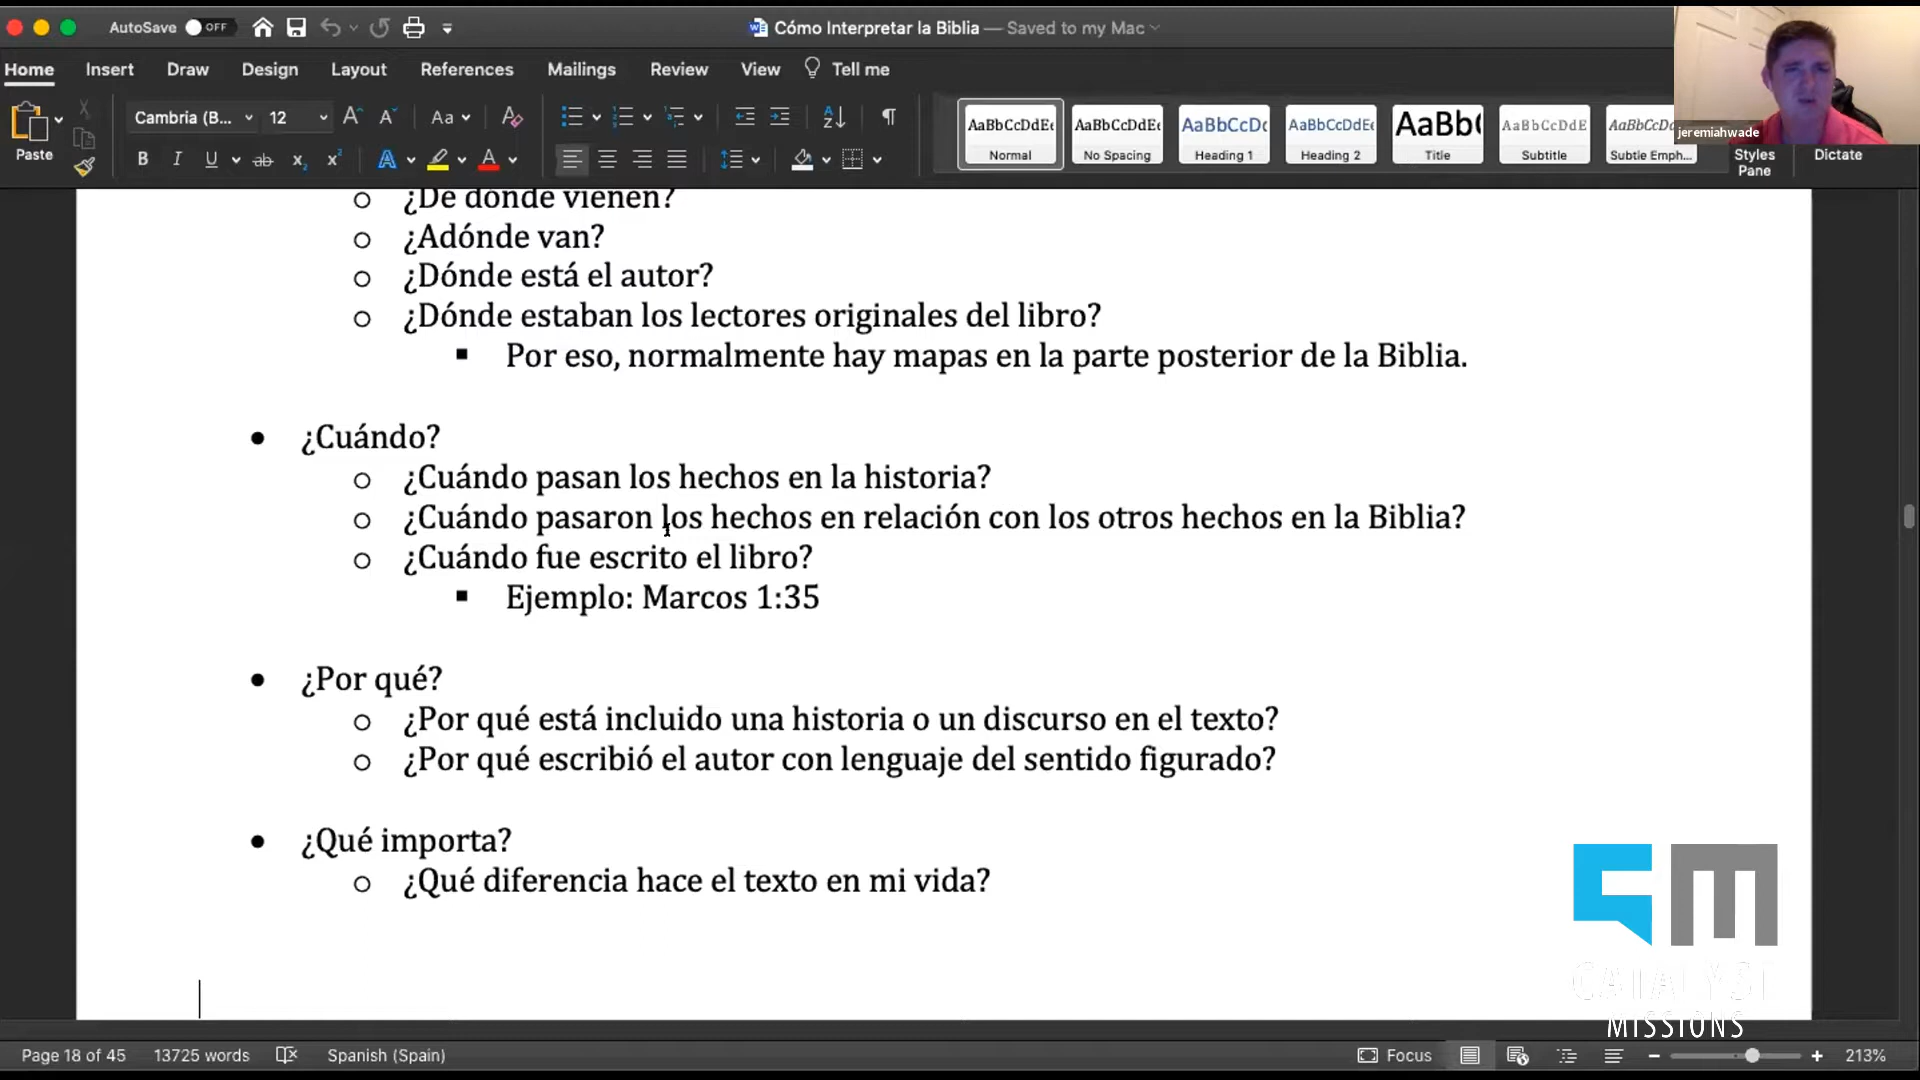 AutoSave OFF
Cómo Interpretar la Biblia — Saved to my Mac
Home Insert Draw Design Layout References Mailings Review View Tell me
Paste
Cambria (B... 12
Aa
AaBbCcDdEe AaBbCcDdEe AaBbCcDc AaBbCcDdEe AaBb( AaBbCcDdE AaBbCcDc
Normal No Spacing Heading 1 Heading 2 Title Subtitle Subtle Emph...
Styles Pane
Dictate
jeremiahwade
¿De dónde vienen?
¿Adónde van?
¿Dónde está el autor?
¿Dónde estaban los lectores originales del libro?
Por eso, normalmente hay mapas en la parte posterior de la Biblia.
¿Cuándo?
¿Cuándo pasan los hechos en la historia?
¿Cuándo pasaron los hechos en relación con los otros hechos en la Biblia?
¿Cuándo fue escrito el libro?
Ejemplo: Marcos 1:35
¿Por qué?
¿Por qué está incluido una historia o un discurso en el texto?
¿Por qué escribió el autor con lenguaje del sentido figurado?
¿Qué importa?
¿Qué diferencia hace el texto en mi vida?
CATALYST
MISSIONS
Page 18 of 45 13725 words Spanish (Spain) Focus 213%